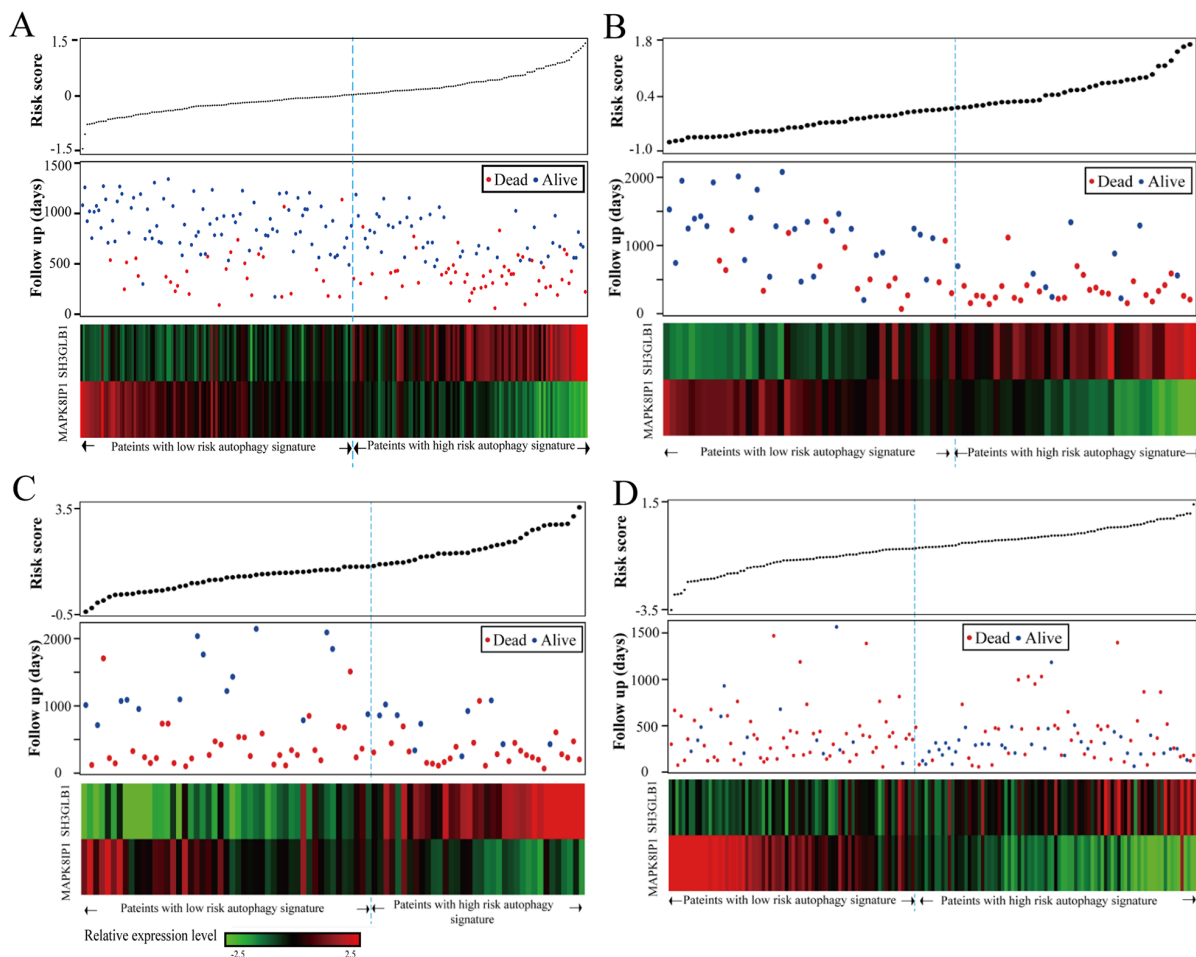 A
Risk score
1.5
0
-1.5
Follow up (days)
1500
1000
500
0
Dead Alive
SH3GLB1
MAPK8IP1
Pateints with low risk autophagy signature
Pateints with high risk autophagy signature
B
Risk score
1.8
0.4
-1.0
Follow up (days)
2000
1000
0
Dead Alive
SH3GLB1
MAPK8IP1
Pateints with low risk autophagy signature
Pateints with high risk autophagy signature
C
Risk score
3.5
-0.5
Follow up (days)
2000
1000
0
Dead Alive
SH3GLB1
MAPK8IP1
Pateints with low risk autophagy signature
Pateints with high risk autophagy
signature
D
Risk score
1.5
-3.5
Follow up (days)
1500
1000
500
0
Dead Alive
SH3GLB1
MAPK8IP1
Pateints with low risk autophagy signature
Pateints with high risk autophagy signature
Relative expression level
-2.5 2.5